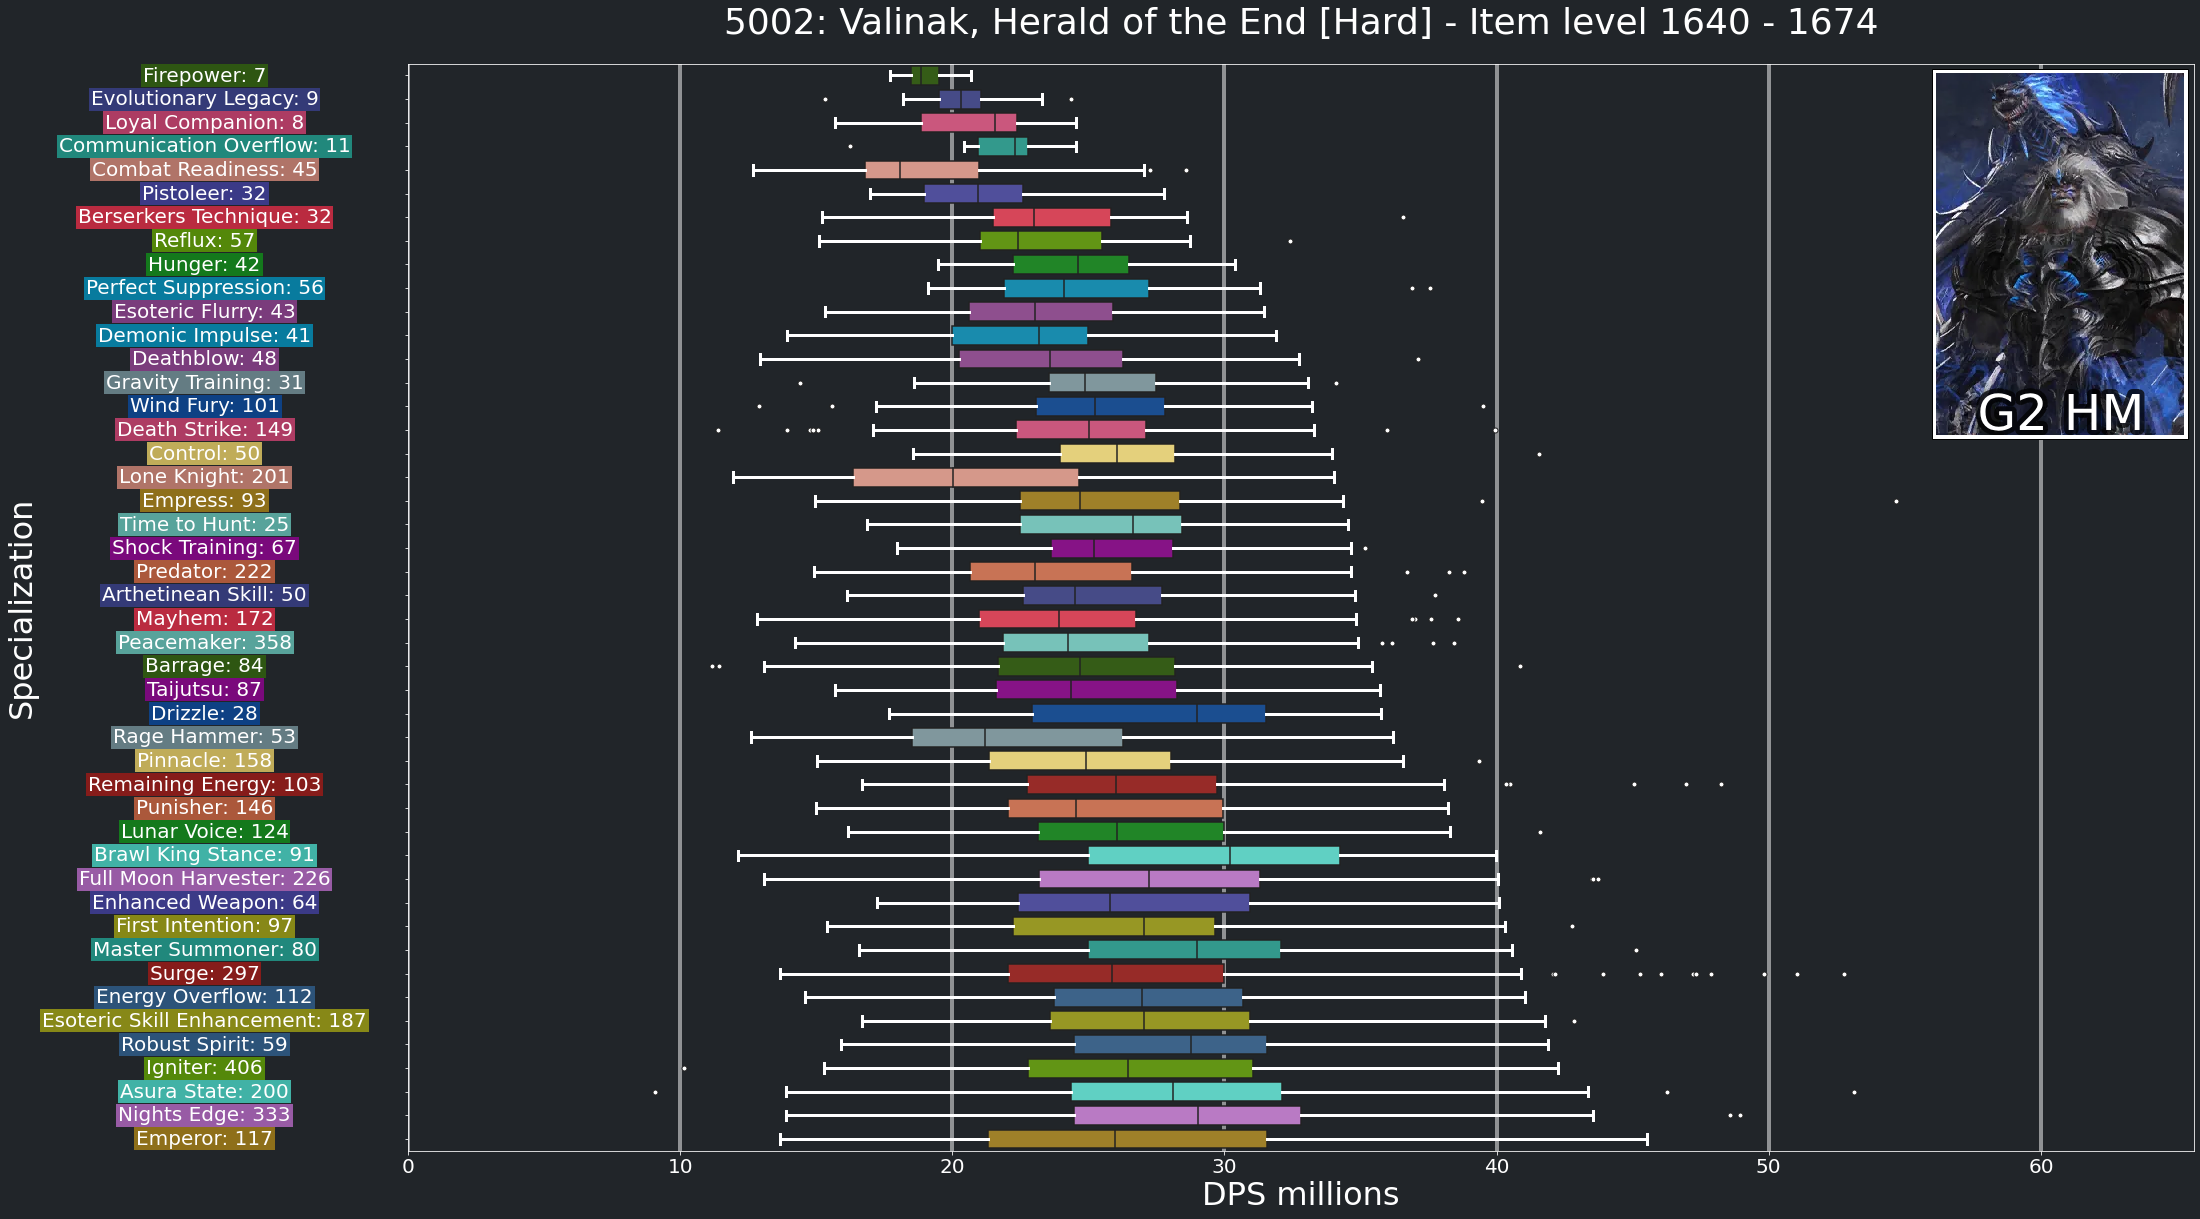 5002: Valinak, Herald of the End [Hard] - Item level 1640 - 1674
Firepower: 7
Evolutionary Legacy: 9
Loyal Companion: 8
Communication Overflow: 11
Combat Readiness: 45
Pistoleer: 32
Berserkers Technique: 32
Reflux: 57
Hunger: 42
Perfect Suppression: 56
Esoteric Flurry: 43
Demonic Impulse: 41
Deathblow: 48
Gravity Training: 31
Wind Fury: 101
Death Strike: 149
Control: 50
Lone Knight: 201
Empress: 93
Time to Hunt: 25
Shock Training: 67
Predator: 222
Arthetinean Skill: 50
Mayhem: 172
Peacemaker: 358
Barrage: 84
Taijutsu: 87
Drizzle: 28
Rage Hammer: 53
Pinnacle: 158
Remaining Energy: 103
Punisher: 146
Lunar Voice: 124
Brawl King Stance: 91
Full Moon Harvester: 226
Enhanced Weapon: 64
First Intention: 97
Master Summoner: 80
Surge: 297
Energy Overflow: 112
Esoteric Skill Enhancement: 187
Robust Spirit: 59
Igniter: 406
Asura State: 200
Nights Edge: 333
Emperor: 117
Specialization
G2 HM
0 10 20 30 40 50 60
DPS millions